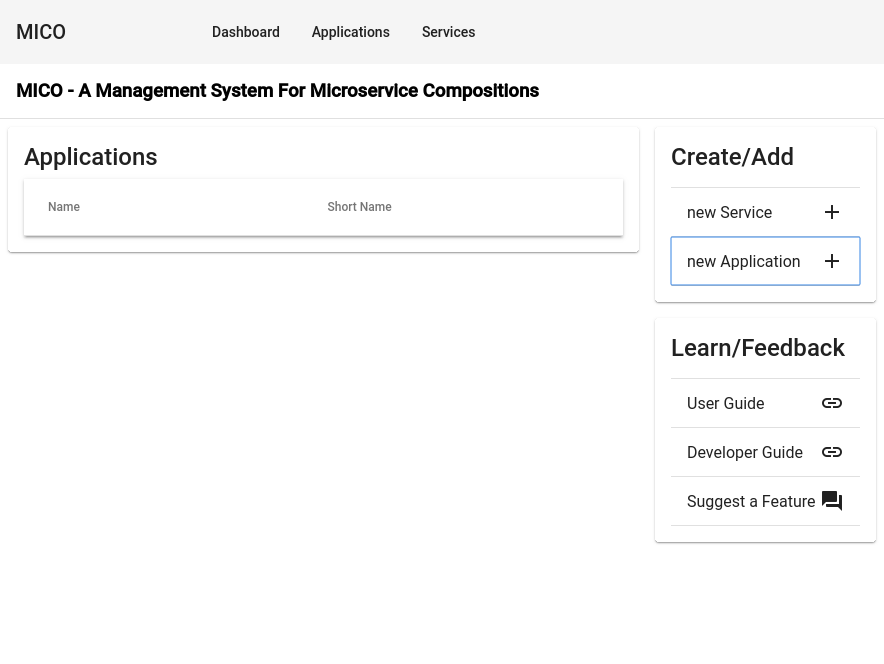 MICO
Dashboard
Applications
Services
MICO - A Management System For Microservice Compositions
Applications
Name
Short Name
Create/Add
new Service
new Application
Learn/Feedback
User Guide
Developer Guide
Suggest a Feature